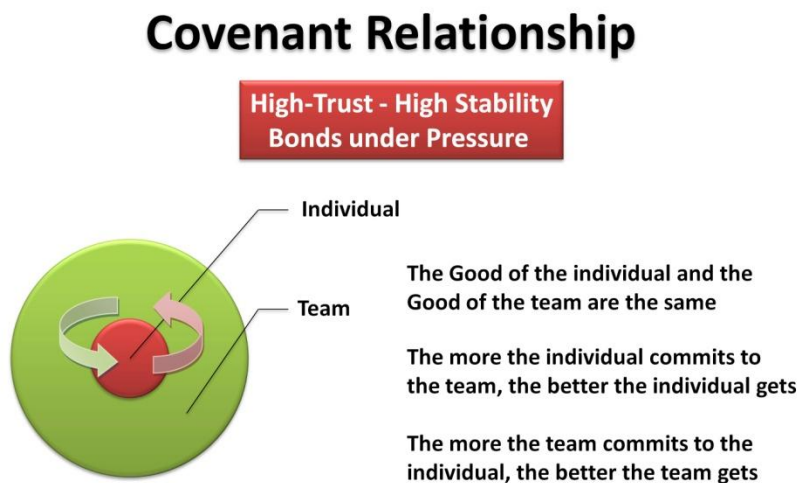 Covenant Relationship
High-Trust - High Stability
Bonds under Pressure
Individual
Team
The Good of the individual and the
Good of the team are the same
The more the individual commits to
the team, the better the individual gets
The more the team commits to the
individual, the better the team gets